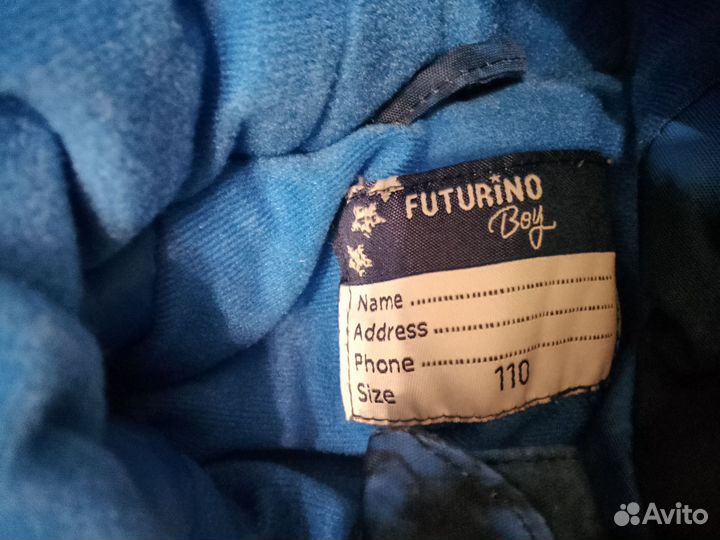 FUTURINO
Boy
Name ....................
Address ....................
Phone ....................
Size 110
Avito